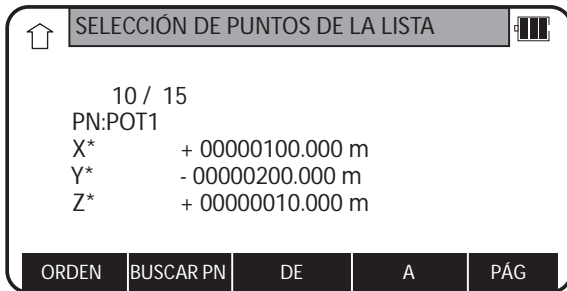 SELECCIÓN DE PUNTOS DE LA LISTA
10 / 15
PN:POT1
X* + 00000100.000 m
Y* - 00000200.000 m
Z* + 00000010.000 m
ORDEN BUSCAR PN DE A PÁG